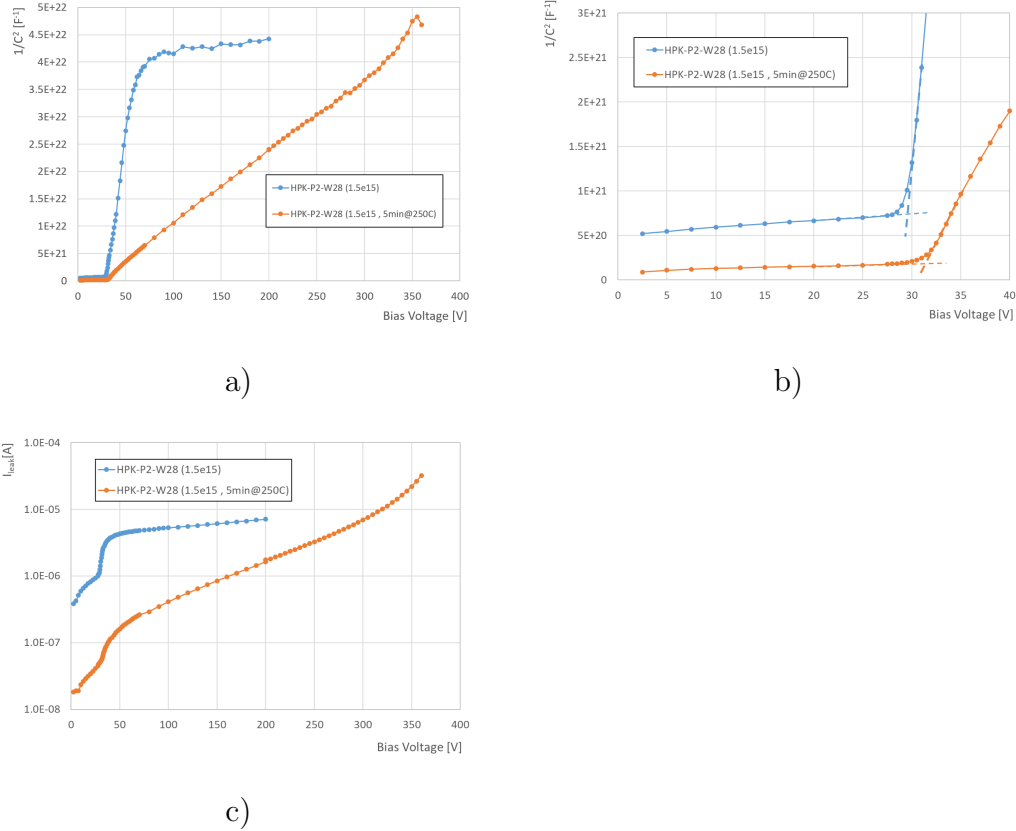 1/C² [F⁻¹]
5E+22
4.5E+22
4E+22
3.5E+22
3E+22
2.5E+22
2E+22
1.5E+22
1E+22
5E+21
0
HPK-P2-W28 (1.5e15)
HPK-P2-W28 (1.5e15 , 5min@250C)
0 50 100 150 200 250 300 350 400
Bias Voltage [V]
a)
1/C² [F⁻¹]
3E+21
2E+21
2E+21
1.5E+21
1E+21
5E+20
0
HPK-P2-W28 (1.5e15)
HPK-P2-W28 (1.5e15 , 5min@250C)
0 5 10 15 20 25 30 35 40
Bias Voltage [V]
b)
I_leak[A]
1.0E-04
1.0E-05
1.0E-06
1.0E-07
1.0E-08
HPK-P2-W28 (1.5e15)
HPK-P2-W28 (1.5e15 , 5min@250C)
0 50 100 150 200 250 300 350 400
Bias Voltage [V]
c)